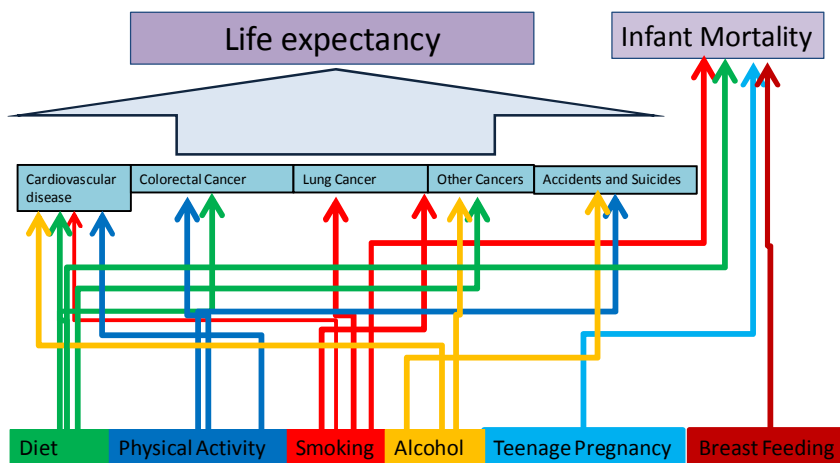 Life expectancy
Infant Mortality
Cardiovascular
disease
Colorectal Cancer
Lung Cancer
Other Cancers
Accidents and Suicides
Diet
Physical Activity
Smoking
Alcohol
Teenage Pregnancy
Breast Feeding